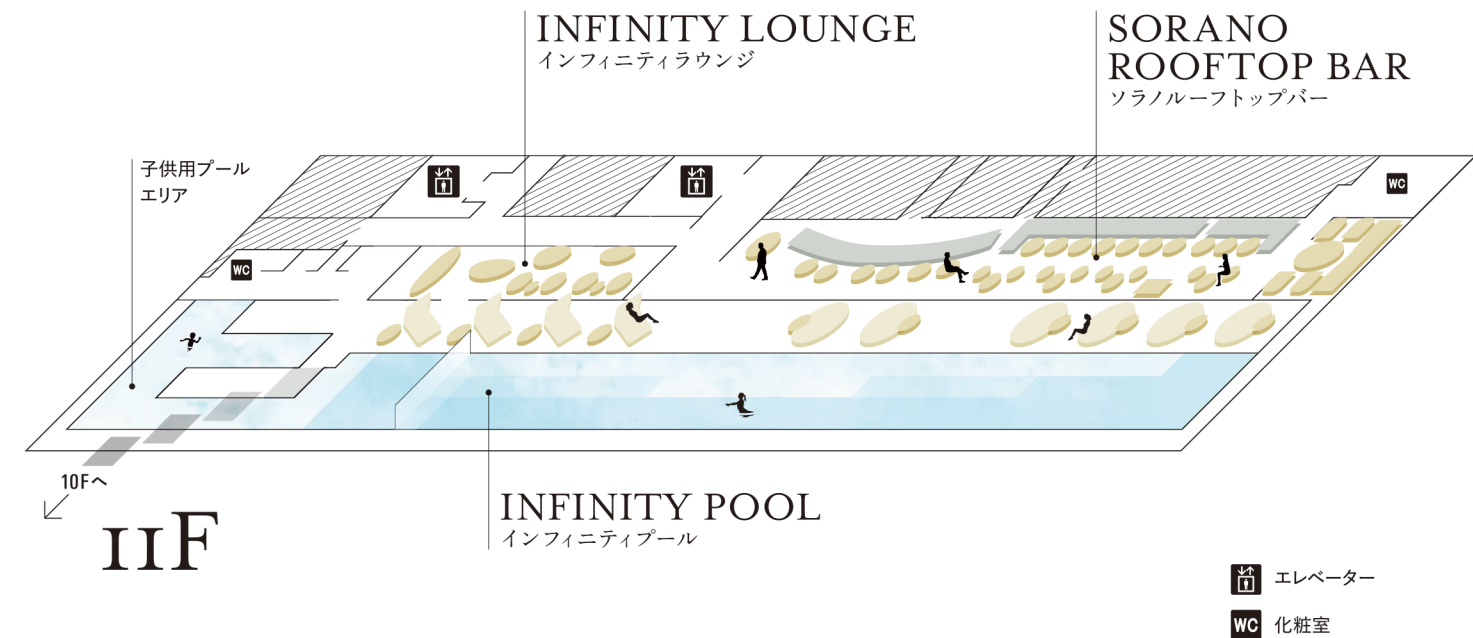 INFINITY LOUNGE
インフィニティラウンジ
SORANO
ROOFTOP BAR
ソラノルーフトップバー
子供用プール
エリア
WC
WC
10Fへ
11F
INFINITY POOL
インフィニティプール
エレベーター
WC 化粧室